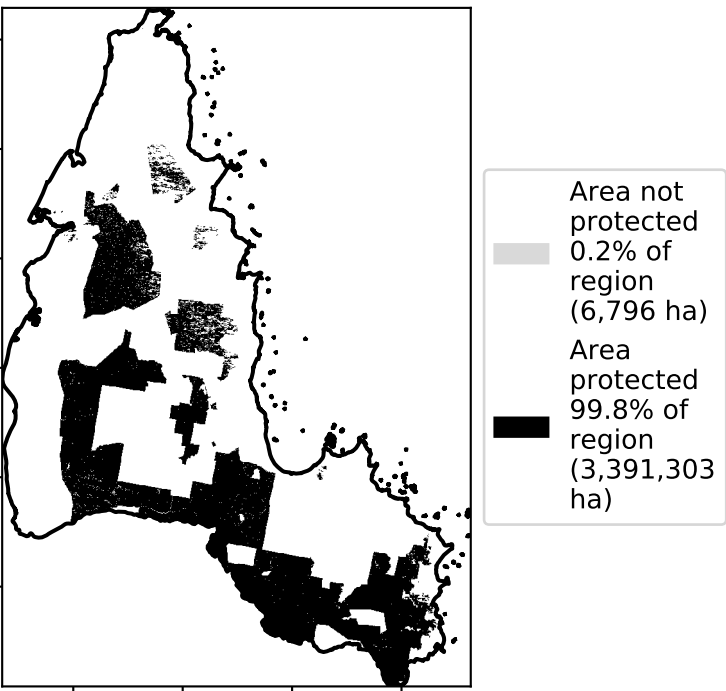 Area not
protected
0.2% of
region
(6,796 ha)
Area
protected
99.8% of
region
(3,391,303
ha)